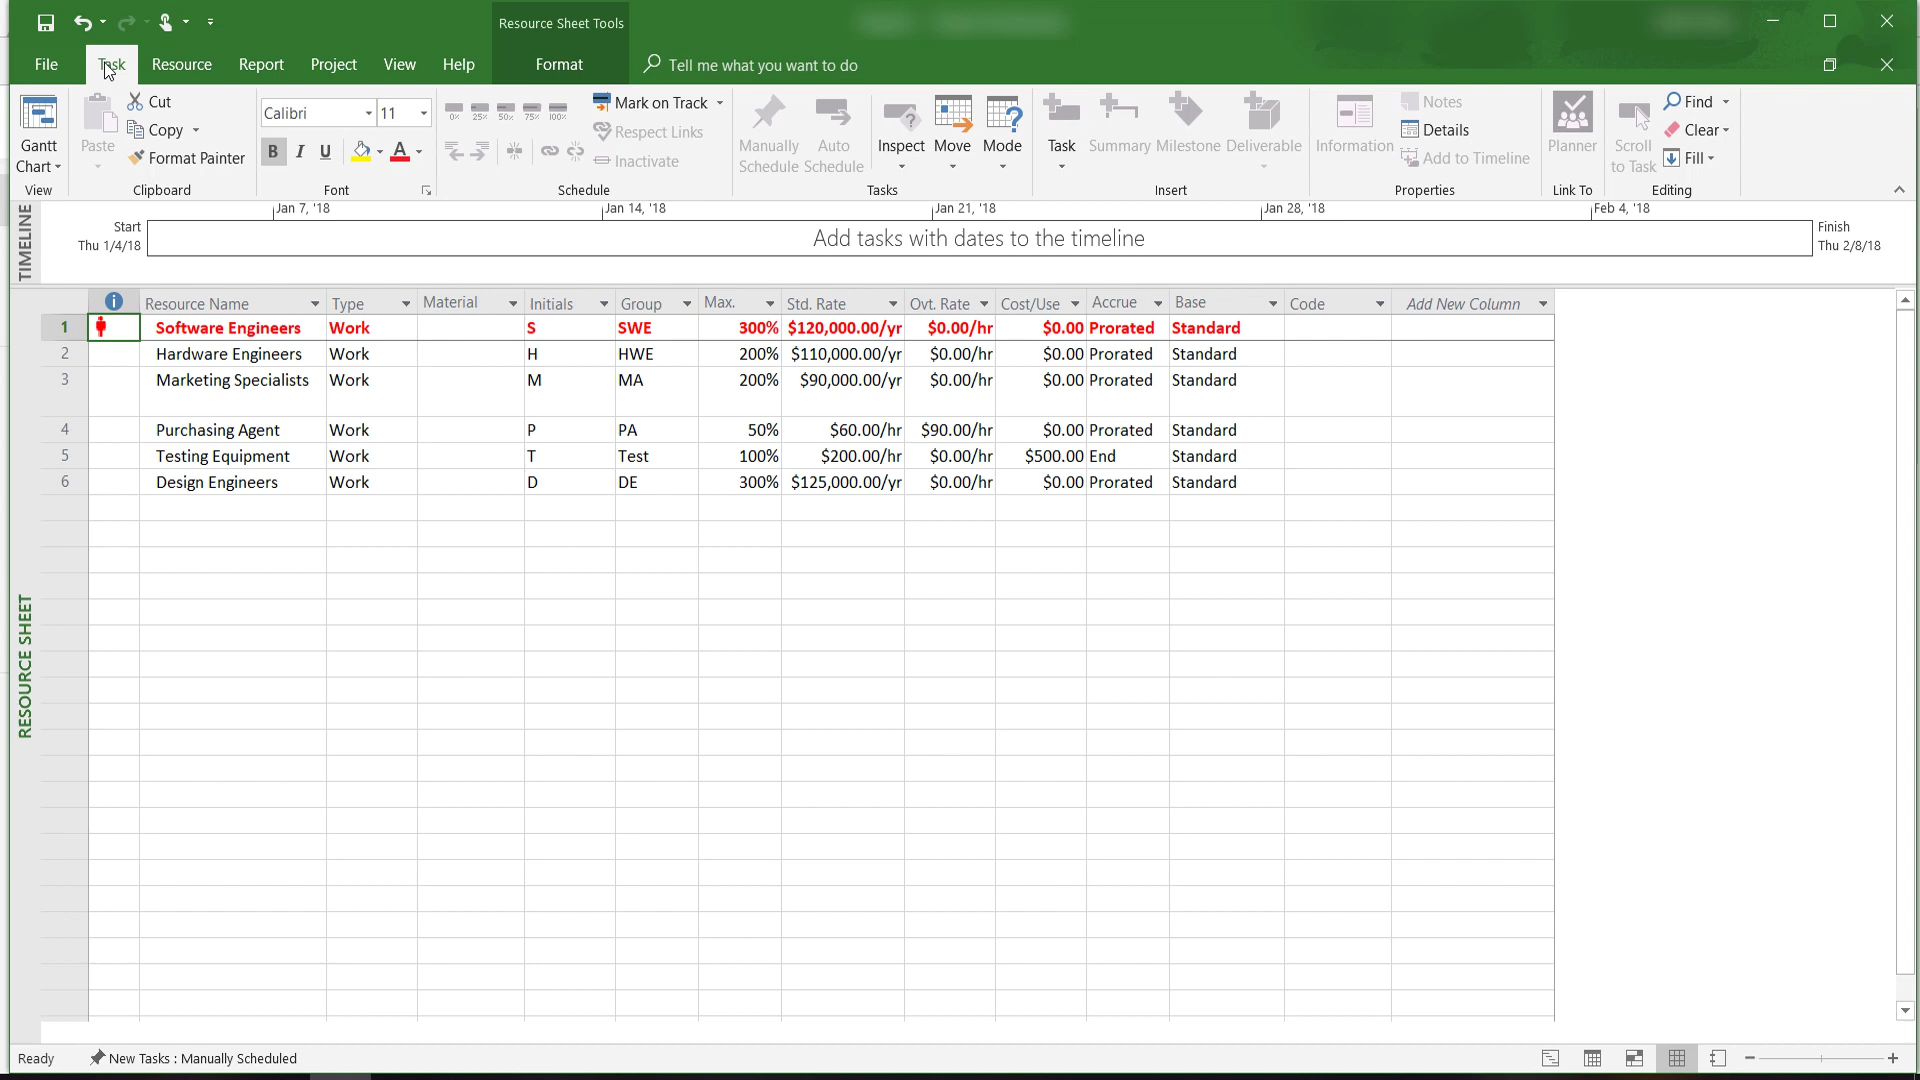 Resource Sheet Tools
File Task Resource Report Project View Help Format Tell me what you want to do
Gantt Chart
Paste
Cut
Copy
Format Painter
Calibri 11
B I U A
0% 25% 50% 75% 100%
Mark on Track
Respect Links
Inactivate
Manually Schedule
Auto Schedule
Inspect
Move
Mode
Task
Summary
Milestone
Deliverable
Information
Notes
Details
Add to Timeline
Planner
Scroll to Task
Find
Clear
Fill
View Clipboard Font Schedule Tasks Insert Properties Link To Editing
TIMELINE
Jan 7, '18 Jan 14, '18 Jan 21, '18 Jan 28, '18 Feb 4, '18
Start
Thu 1/4/18
Add tasks with dates to the timeline
Finish
Thu 2/8/18
RESOURCE SHEET
Resource Name Type Material Initials Group Max. Std. Rate Ovt. Rate Cost/Use Accrue Base Code Add New Column
1 Software Engineers Work S SWE 300% $120,000.00/yr $0.00/hr $0.00 Prorated Standard
2 Hardware Engineers Work H HWE 200% $110,000.00/yr $0.00/hr $0.00 Prorated Standard
3 Marketing Specialists Work M MA 200% $90,000.00/yr $0.00/hr $0.00 Prorated Standard
4 Purchasing Agent Work P PA 50% $60.00/hr $90.00/hr $0.00 Prorated Standard
5 Testing Equipment Work T Test 100% $200.00/hr $0.00/hr $500.00 End Standard
6 Design Engineers Work D DE 300% $125,000.00/yr $0.00/hr $0.00 Prorated Standard
Ready New Tasks : Manually Scheduled